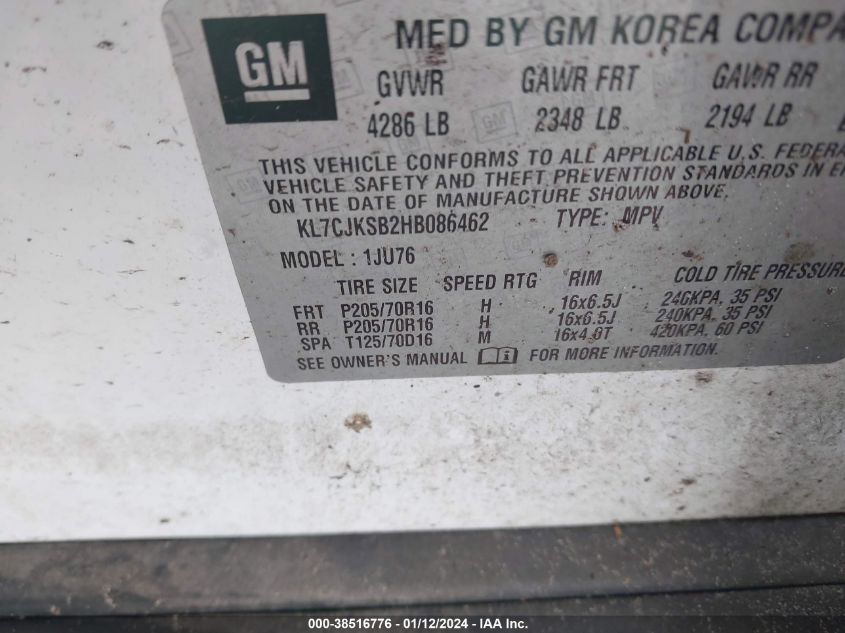 GM
MFD BY GM KOREA COMPA
GVWR GAWR FRT GAWR RR
4286 LB 2348 LB 2194 LB
THIS VEHICLE CONFORMS TO ALL APPLICABLE U.S. FEDERA
VEHICLE SAFETY AND THEFT PREVENTION STANDARDS IN E
ON THE DATE OF MANUFACTURE SHOWN ABOVE.
KL7CJKSB2HB086462 TYPE: MPV
MODEL : 1JU76
TIRE SIZE SPEED RTG RIM COLD TIRE PRESSURE
FRT P205/70R16 H 16x6.5J 240KPA, 35 PSI
RR P205/70R16 H 16x6.5J 240KPA, 35 PSI
SPA T125/70D16 M 16x4.0T 420KPA, 60 PSI
SEE OWNER'S MANUAL FOR MORE INFORMATION.
000-38516776 - 01/12/2024 - IAA Inc.